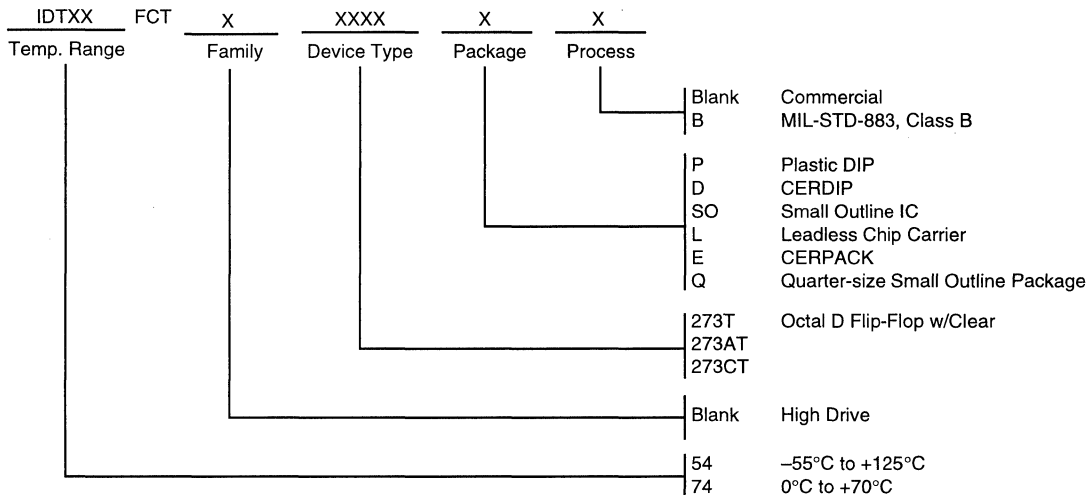 IDTXX FCT X XXXX X X
Temp. Range Family Device Type Package Process
Blank Commercial
B MIL-STD-883, Class B
P Plastic DIP
D CERDIP
SO Small Outline IC
L Leadless Chip Carrier
E CERPACK
Q Quarter-size Small Outline Package
273T Octal D Flip-Flop w/Clear
273AT
273CT
Blank High Drive
54 –55°C to +125°C
74 0°C to +70°C